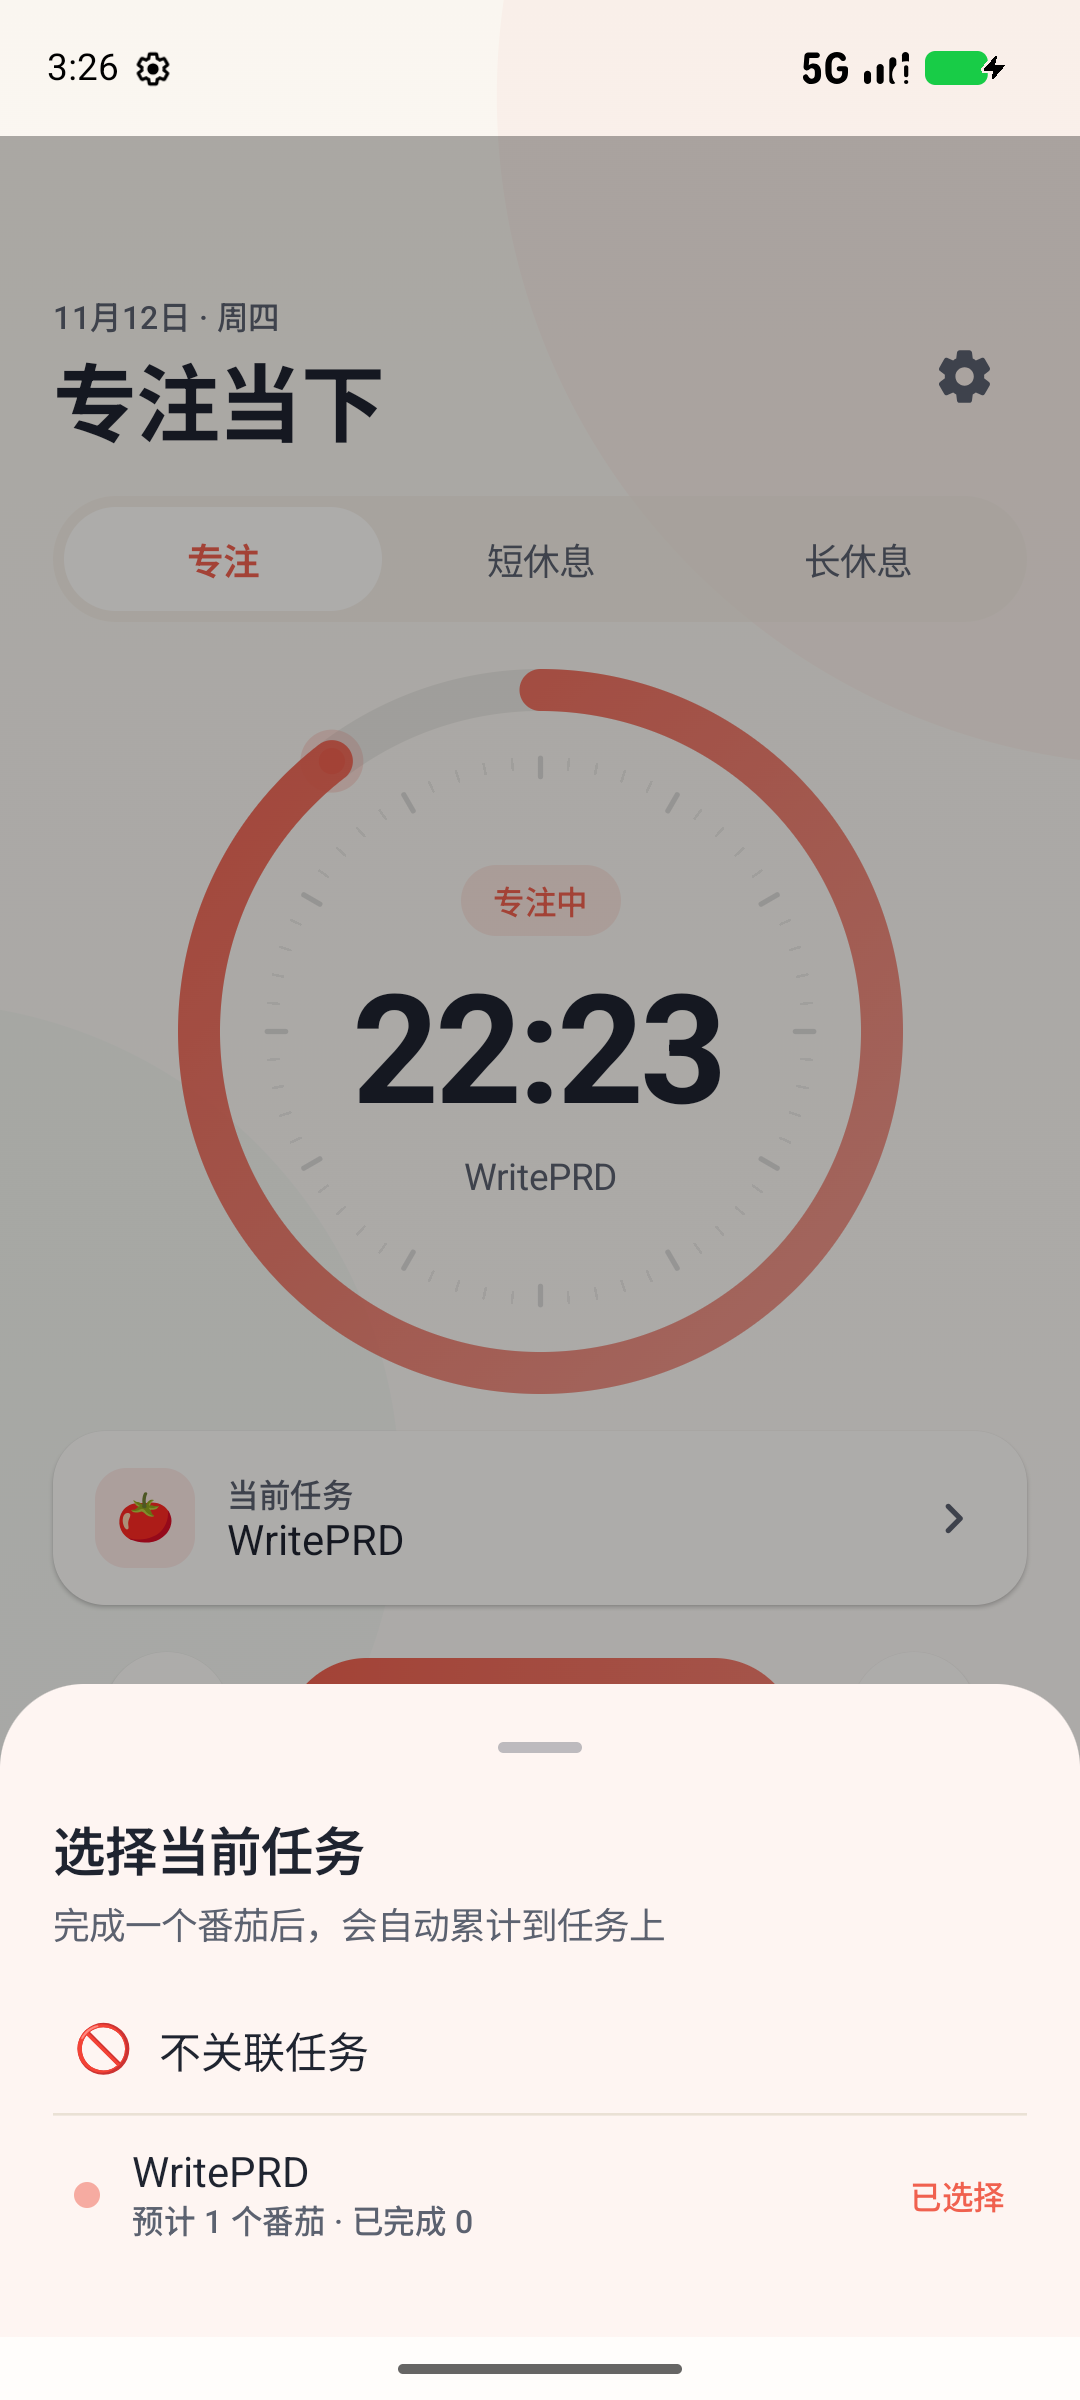 3:26
5G
11月12日 · 周四
专注当下
专注
短休息
长休息
专注中
22:23
WritePRD
当前任务
WritePRD
选择当前任务
完成一个番茄后，会自动累计到任务上
不关联任务
WritePRD
预计 1 个番茄 · 已完成 0
已选择